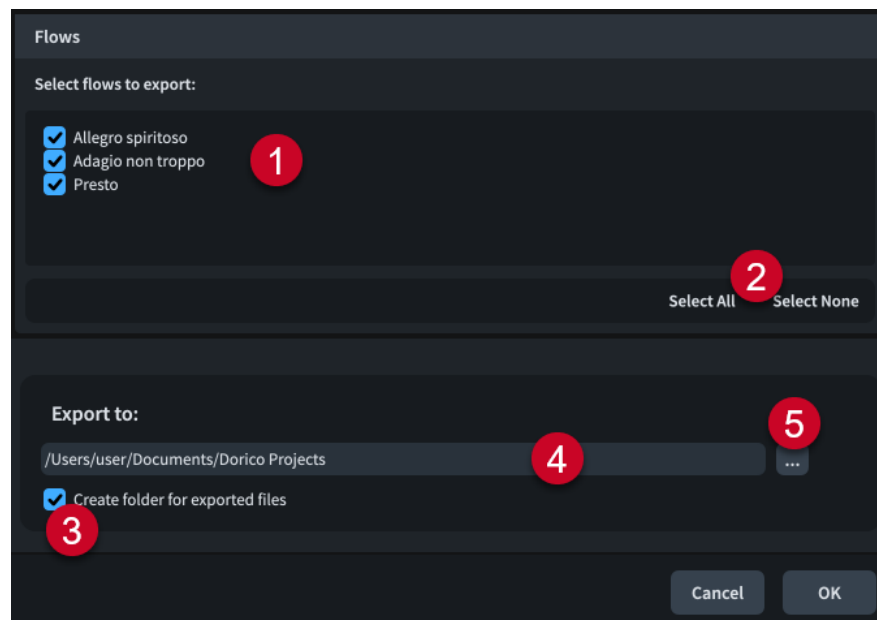 Flows
Select flows to export:
Allegro spiritoso
Adagio non troppo
1
Presto
2
Select All Select None
Export to:
5
/Users/user/Documents/Dorico Projects
4
...
Create folder for exported files
3
Cancel OK